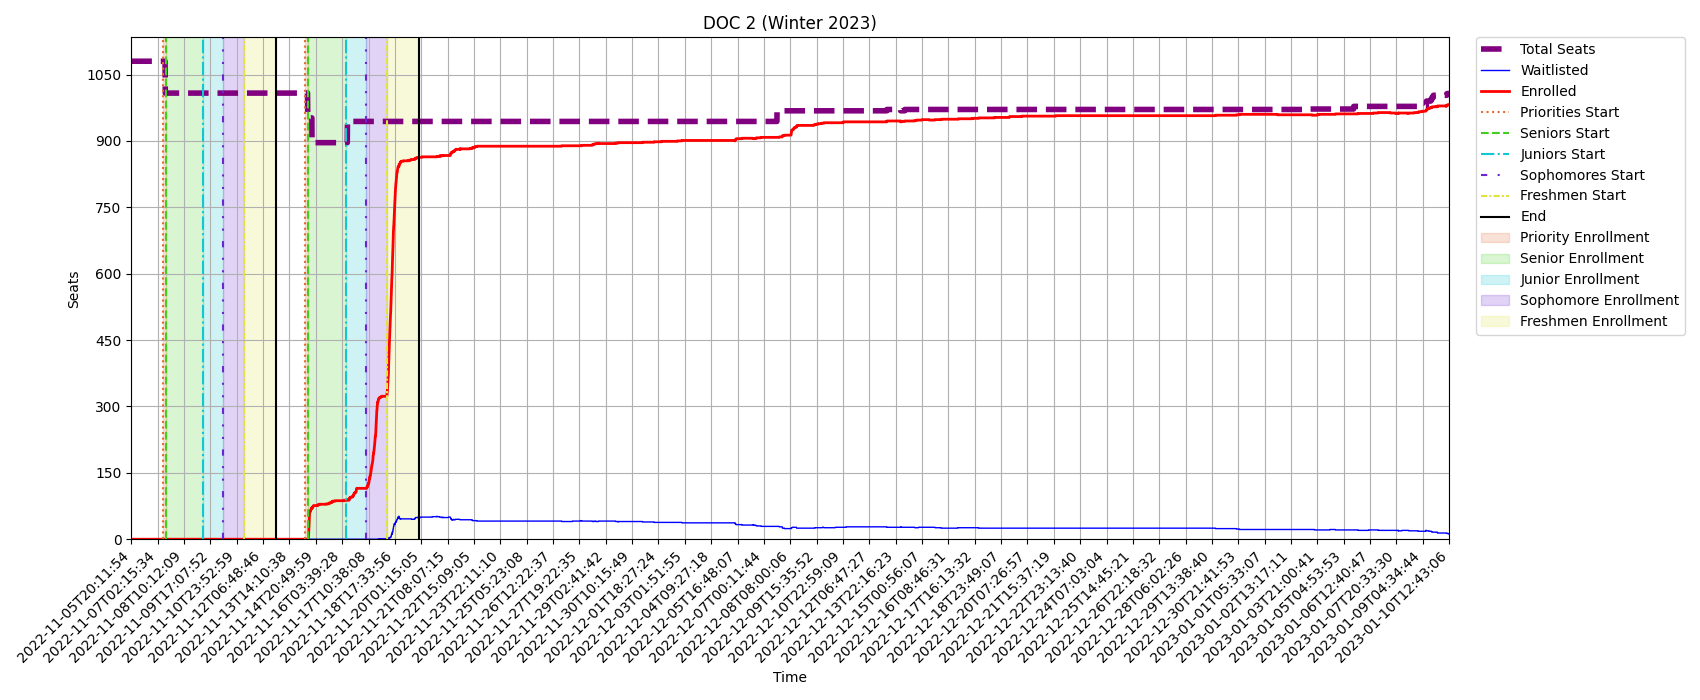 DOC 2 (Winter 2023)
Seats
1050
900
750
600
450
300
150
0
2022-11-05T20:11:54
2022-11-07T02:15:34
2022-11-08T10:12:09
2022-11-09T17:07:52
2022-11-10T23:52:59
2022-11-12T06:48:46
2022-11-13T14:10:38
2022-11-14T20:49:59
2022-11-16T03:39:28
2022-11-17T10:38:08
2022-11-18T17:33:56
2022-11-20T01:15:05
2022-11-21T08:07:15
2022-11-22T15:09:05
2022-11-23T22:11:10
2022-11-25T05:23:08
2022-11-26T12:22:37
2022-11-27T19:22:35
2022-11-29T02:41:42
2022-11-30T10:15:49
2022-12-01T18:27:24
2022-12-03T01:51:55
2022-12-04T09:27:18
2022-12-05T16:48:07
2022-12-07T00:11:44
2022-12-08T08:00:06
2022-12-09T15:35:52
2022-12-10T22:59:09
2022-12-12T06:47:27
2022-12-13T22:16:23
2022-12-15T00:56:07
2022-12-16T08:46:31
2022-12-17T16:13:32
2022-12-18T23:49:07
2022-12-20T07:26:57
2022-12-21T15:37:19
2022-12-22T23:13:40
2022-12-24T07:03:04
2022-12-25T14:45:21
2022-12-26T22:18:32
2022-12-28T06:02:26
2022-12-29T13:38:40
2022-12-30T21:41:53
2023-01-01T05:33:07
2023-01-02T13:17:11
2023-01-03T21:00:41
2023-01-05T04:53:53
2023-01-06T12:40:47
2023-01-07T20:33:30
2023-01-09T04:34:44
2023-01-10T12:43:06
Time
Total Seats
Waitlisted
Enrolled
Priorities Start
Seniors Start
Juniors Start
Sophomores Start
Freshmen Start
End
Priority Enrollment
Senior Enrollment
Junior Enrollment
Sophomore Enrollment
Freshmen Enrollment